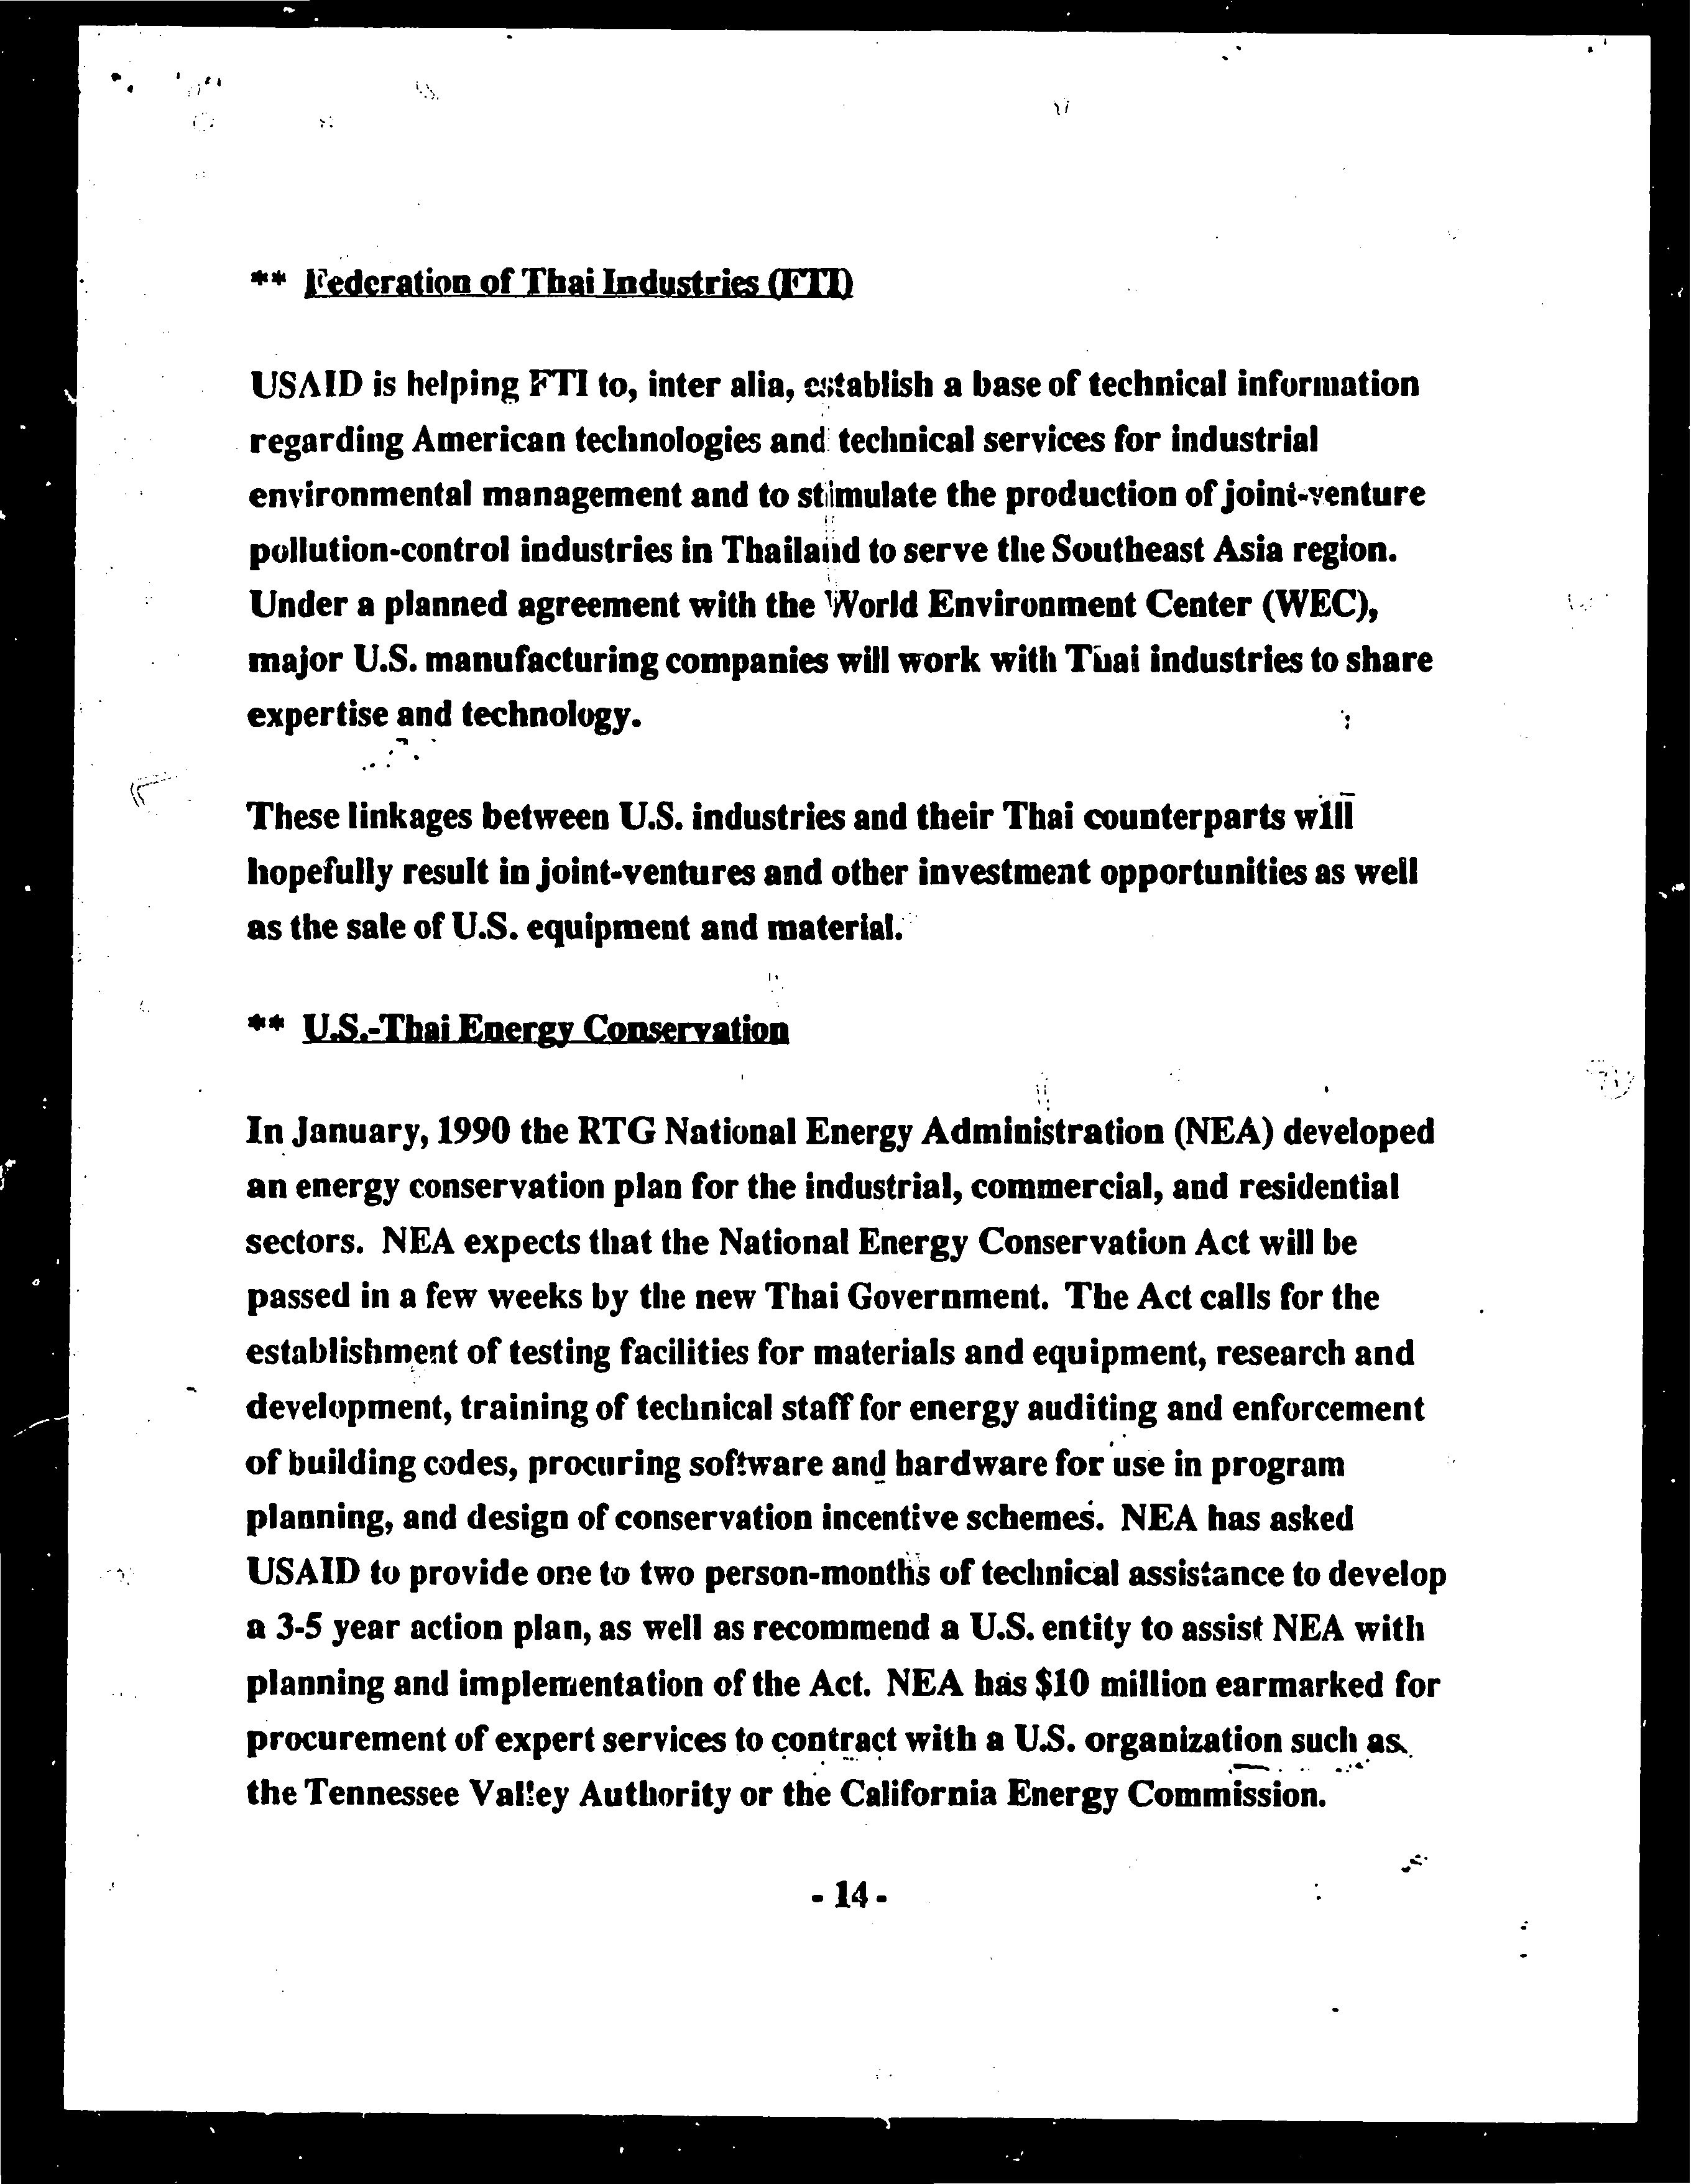 ** Federation of Thai Industries (FTI)
USAID is helping FTI to, inter alia, establish a base of technical information
regarding American technologies and technical services for industrial
environmental management and to stimulate the production of joint-venture
pollution-control industries in Thailand to serve the Southeast Asia region.
Under a planned agreement with the World Environment Center (WEC),
major U.S. manufacturing companies will work with Thai industries to share
expertise and technology.
These linkages between U.S. industries and their Thai counterparts will
hopefully result in joint-ventures and other investment opportunities as well
as the sale of U.S. equipment and material.
** U.S.-Thai Energy Conservation
In January, 1990 the RTG National Energy Administration (NEA) developed
an energy conservation plan for the industrial, commercial, and residential
sectors. NEA expects that the National Energy Conservation Act will be
passed in a few weeks by the new Thai Government. The Act calls for the
establishment of testing facilities for materials and equipment, research and
development, training of technical staff for energy auditing and enforcement
of building codes, procuring software and hardware for use in program
planning, and design of conservation incentive schemes. NEA has asked
USAID to provide one to two person-months of technical assistance to develop
a 3-5 year action plan, as well as recommend a U.S. entity to assist NEA with
planning and implementation of the Act. NEA has $10 million earmarked for
procurement of expert services to contract with a U.S. organization such as
the Tennessee Valley Authority or the California Energy Commission.
- 14 -